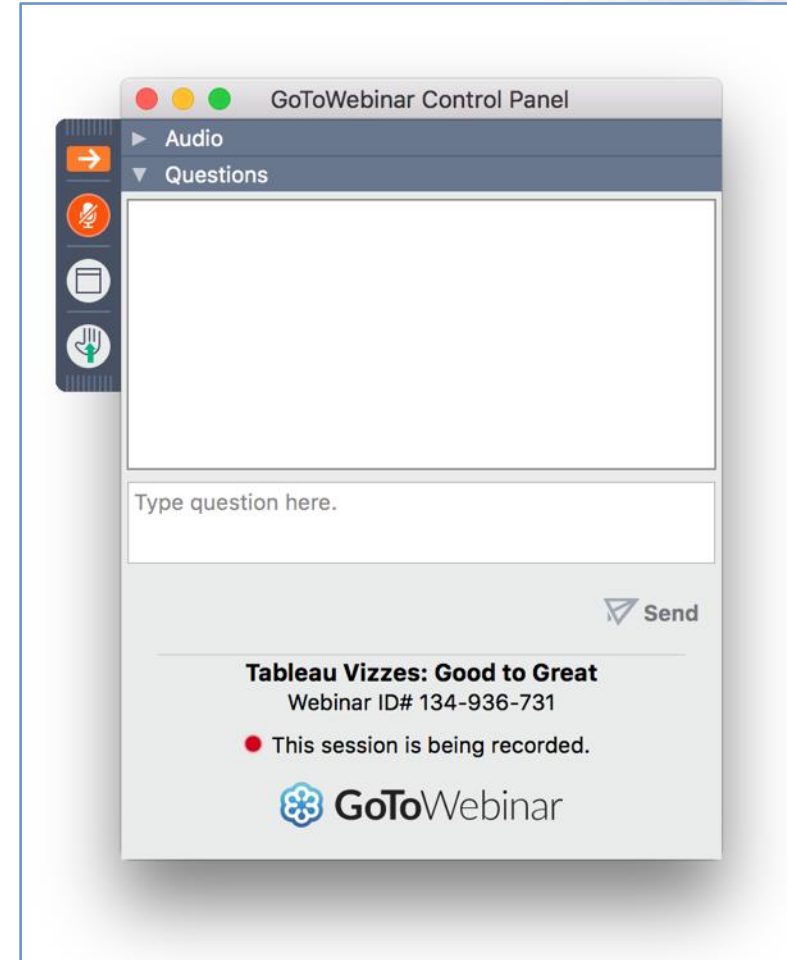 GoToWebinar Control Panel
Audio
Questions
Type question here.
Send
Tableau Vizzes: Good to Great
Webinar ID# 134-936-731
This session is being recorded.
GoToWebinar